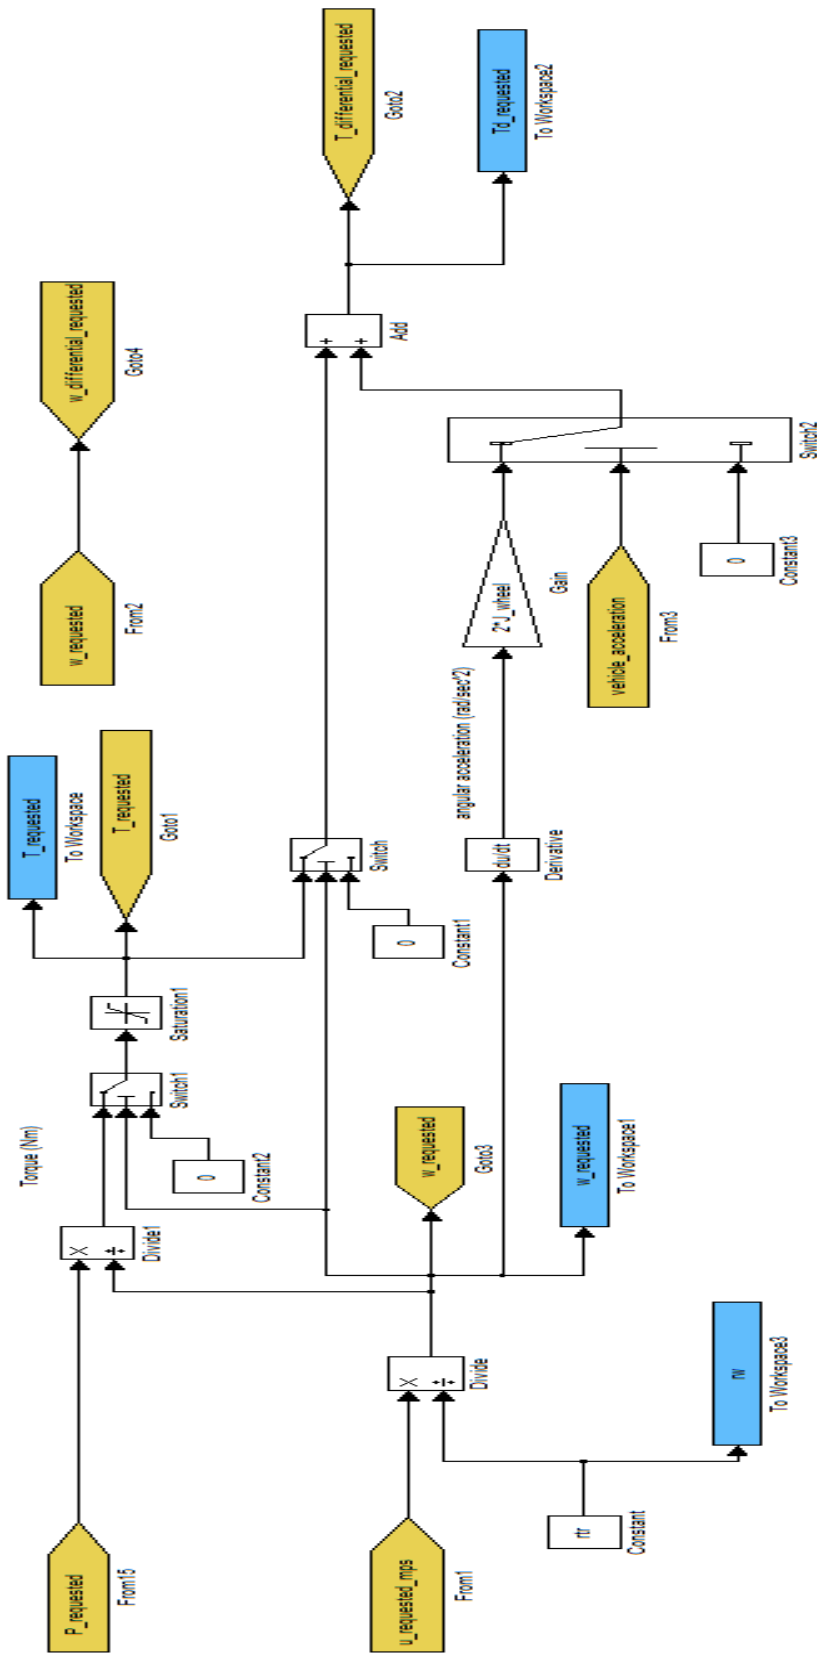 P_requested
From15
X
÷
Divide1
Torque (Nm)
0
Constant2
Switch1
Saturation1
T_requested
To Workspace
T_requested
Goto1
w_requested
From2
w_differential_requested
Goto4
u_requested_mps
From1
X
÷
Divide
rtr
Constant
rw
To Workspace3
w_requested
Goto3
w_requested
To Workspace1
0
Constant1
Switch
du/dt
Derivative
angular acceleration (rad/sec^2)
2*J_wheel
Gain
vehicle_acceleration
From3
0
Constant3
Switch2
+
+
Add
T_differential_requested
Goto2
Td_requested
To Workspace2